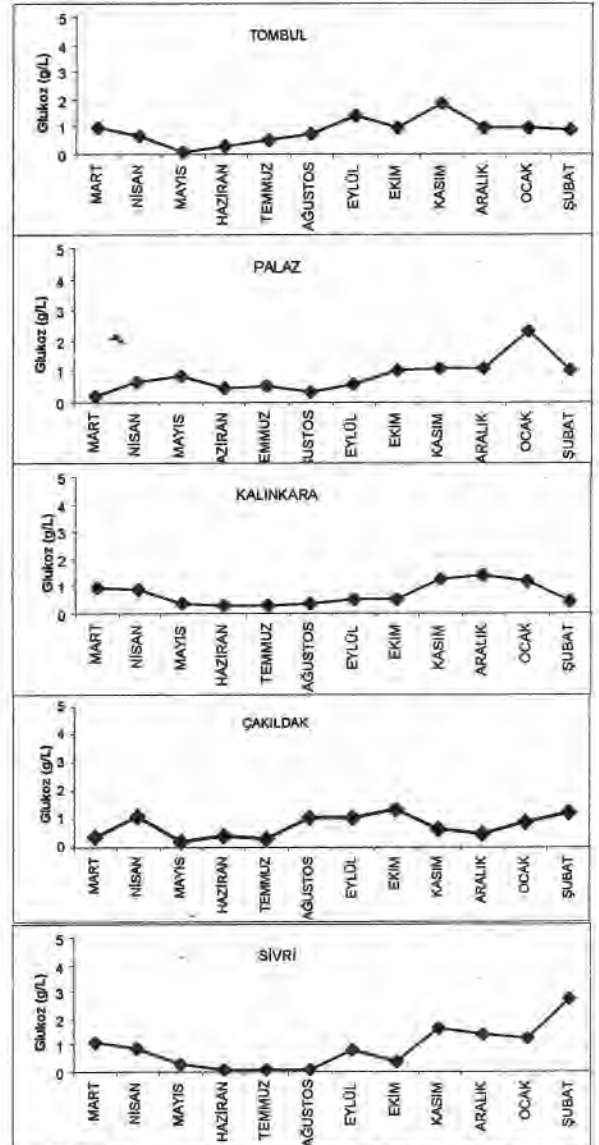 TOMBUL
Glukoz (g/L)
5
4
3
2
1
0
MART
NİSAN
MAYIS
HAZİRAN
TEMMUZ
AĞUSTOS
EYLÜL
EKİM
KASIM
ARALIK
OCAK
ŞUBAT
PALAZ
Glukoz (g/L)
5
4
3
2
1
0
MART
NİSAN
MAYIS
AZİRAN
EMMUZ
USTOS
EYLÜL
EKİM
KASIM
ARALIK
OCAK
ŞUBAT
KALINKARA
Glukoz (g/L)
5
4
3
2
1
0
MART
NİSAN
MAYIS
HAZİRAN
TEMMUZ
AĞUSTOS
EYLÜL
EKİM
KASIM
ARALIK
OCAK
ŞUBAT
ÇAKILDAK
Glukoz (g/L)
5
4
3
2
1
0
MART
NİSAN
MAYIS
HAZİRAN
TEMMUZ
AĞUSTOS
EYLÜL
EKİM
KASIM
ARALIK
OCAK
ŞUBAT
SİVRİ
Glukoz (g/L)
5
4
3
2
1
0
MART
NİSAN
MAYIS
HAZİRAN
TEMMUZ
AĞUSTOS
EYLÜL
EKİM
KASIM
ARALIK
OCAK
ŞUBAT